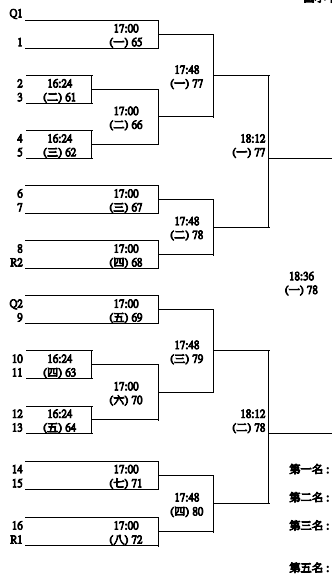 Q1
17:00
1
(一) 65
17:48
(一) 77
2
16:24
3
(二) 61
17:00
(二) 66
4
16:24
5
(三) 62
18:12
(一) 77
6
17:00
7
(三) 67
17:48
(二) 78
8
17:00
R2
(四) 68
18:36
(一) 78
Q2
17:00
9
(五) 69
17:48
(三) 79
10
16:24
11
(四) 63
17:00
(六) 70
12
16:24
13
(五) 64
18:12
(二) 78
14
17:00
15
(七) 71
第一名：
17:48
(四) 80
第二名：
16
17:00
R1
(八) 72
第三名：
第五名：